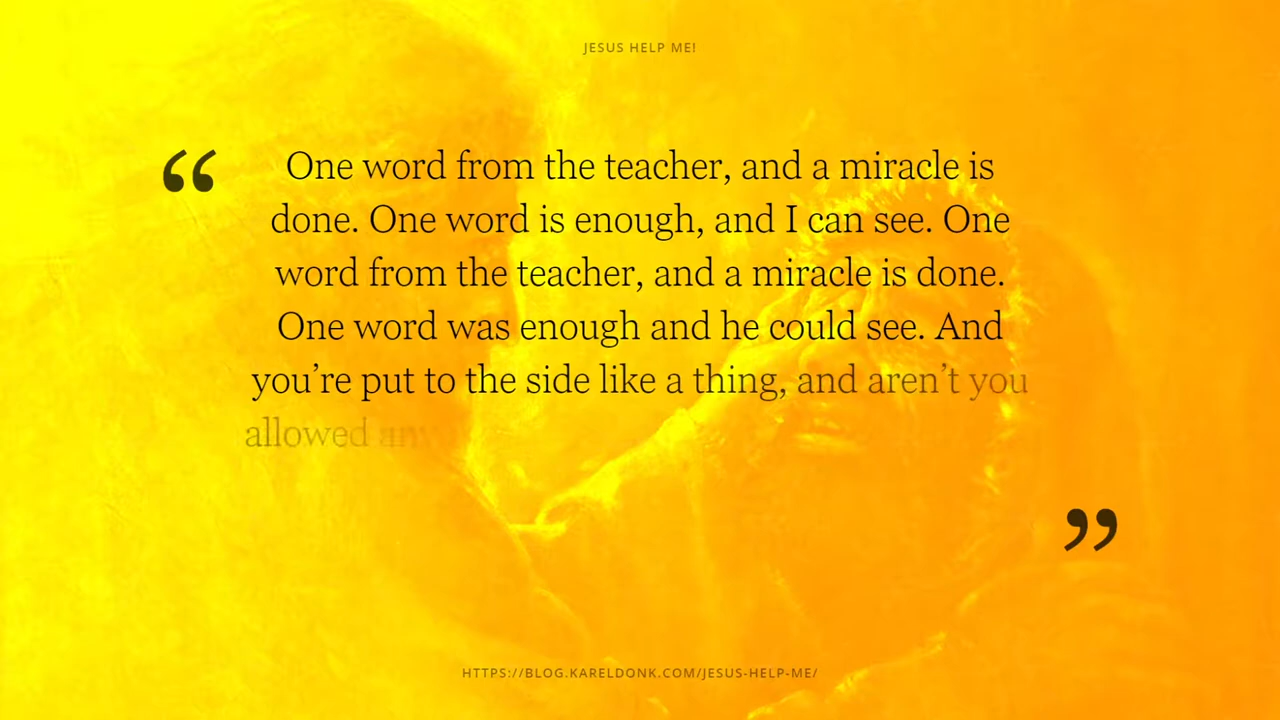 JESUS HELP ME!
“ One word from the teacher, and a miracle is
done. One word is enough, and I can see. One
word from the teacher, and a miracle is done.
One word was enough and he could see. And
you’re put to the side like a thing, and aren’t you
allowed
”
HTTPS://BLOG.KARELDONK.COM/JESUS-HELP-ME/